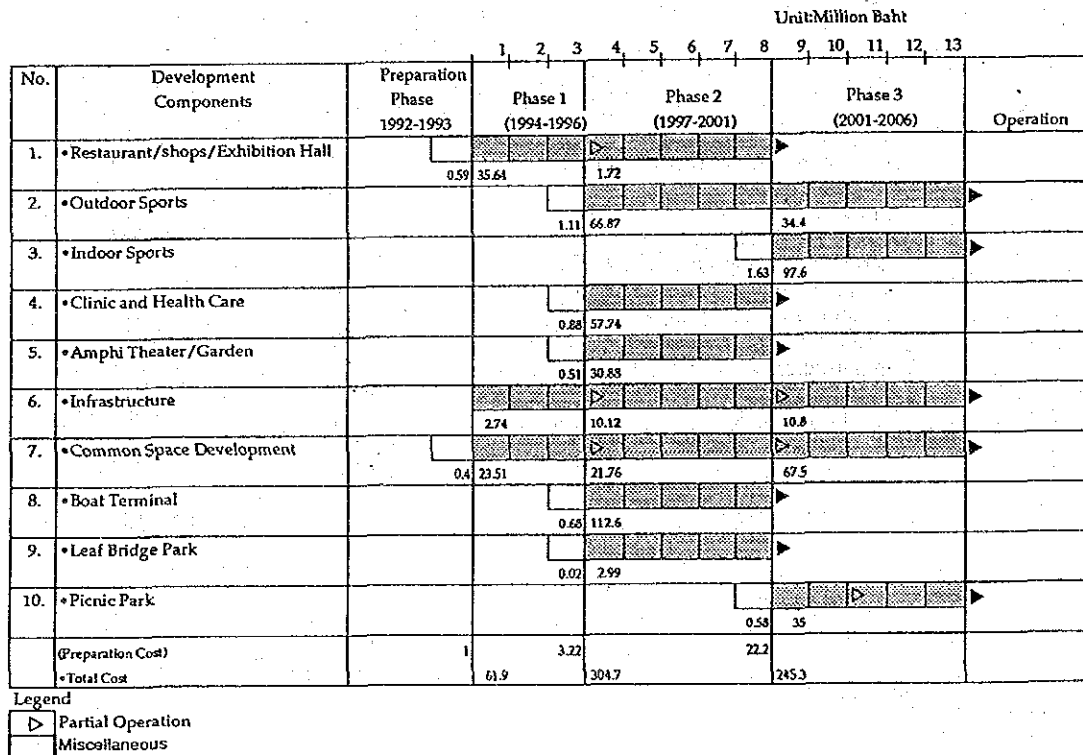 Unit:Million Baht
1 2 3 4 5 6 7 8 9 10 11 12 13
No. Development Components Preparation Phase 1992-1993 Phase 1 (1994-1996) Phase 2 (1997-2001) Phase 3 (2001-2006) Operation
1. •Restaurant/shops/Exhibition Hall
0.59 35.64 1.72
2. •Outdoor Sports
1.11 66.87 34.4
3. •Indoor Sports
1.63 97.6
4. •Clinic and Health Care
0.88 57.74
5. •Amphi Theater/Garden
0.51 30.88
6. •Infrastructure
2.74 10.12 10.8
7. •Common Space Development
0.4 23.51 21.76 67.5
8. •Boat Terminal
0.68 112.6
9. •Leaf Bridge Park
0.02 2.99
10. •Picnic Park
0.58 35
(Preparation Cost) 1 3.22 22.2
•Total Cost 61.9 304.7 245.3
Legend
Partial Operation
Miscellaneous